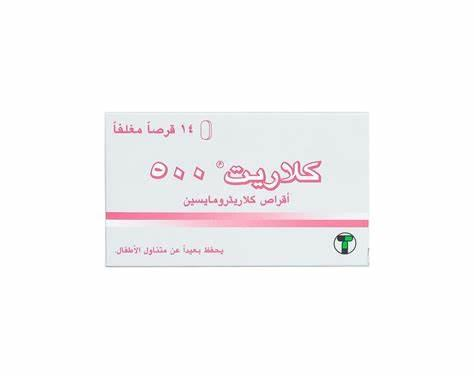 ١٤ قرصاً مغلفاً
كلاريت® ٥٠٠
أقراص كلاريثرومايسين
يحفظ بعيداً عن متناول الأطفال.
T